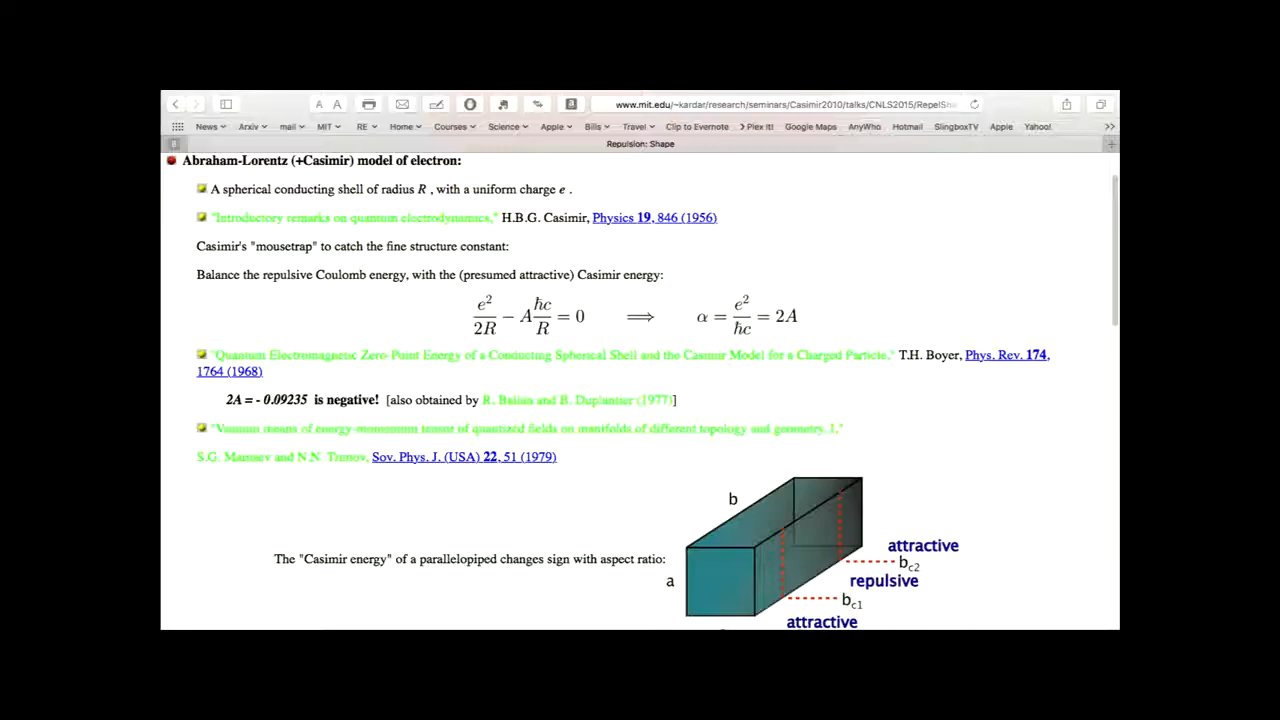 A A
www.mit.edu/~kardar/research/seminars/Casimir2010/talks/CNLS2015/RepelSha
News Arxiv mail MIT RE Home Courses Science Apple Bills Travel Clip to Evernote > Plex It! Google Maps AnyWho Hotmail SlingboxTV Apple Yahoo! >>
Repulsion: Shape
Abraham-Lorentz (+Casimir) model of electron:
A spherical conducting shell of radius R , with a uniform charge e .
"Introductory remarks on quantum electrodynamics," H.B.G. Casimir, Physics 19, 846 (1956)
Casimir's "mousetrap" to catch the fine structure constant:
Balance the repulsive Coulomb energy, with the (presumed attractive) Casimir energy:
e²/2R − A ħc/R = 0 ⟹ α = e²/ħc = 2A
"Quantum Electromagnetic Zero-Point Energy of a Conducting Spherical Shell and the Casimir Model for a Charged Particle," T.H. Boyer, Phys. Rev. 174,
1764 (1968)
2A = - 0.09235 is negative! [also obtained by R. Balian and B. Duplantier (1977)]
"Vacuum means of energy-momentum tensor of quantized fields on manifolds of different topology and geometry. I,"
S.G. Mamaev and N.N. Trunov, Sov. Phys. J. (USA) 22, 51 (1979)
b
The "Casimir energy" of a parallelopiped changes sign with aspect ratio:
a
attractive
bc2
repulsive
bc1
attractive